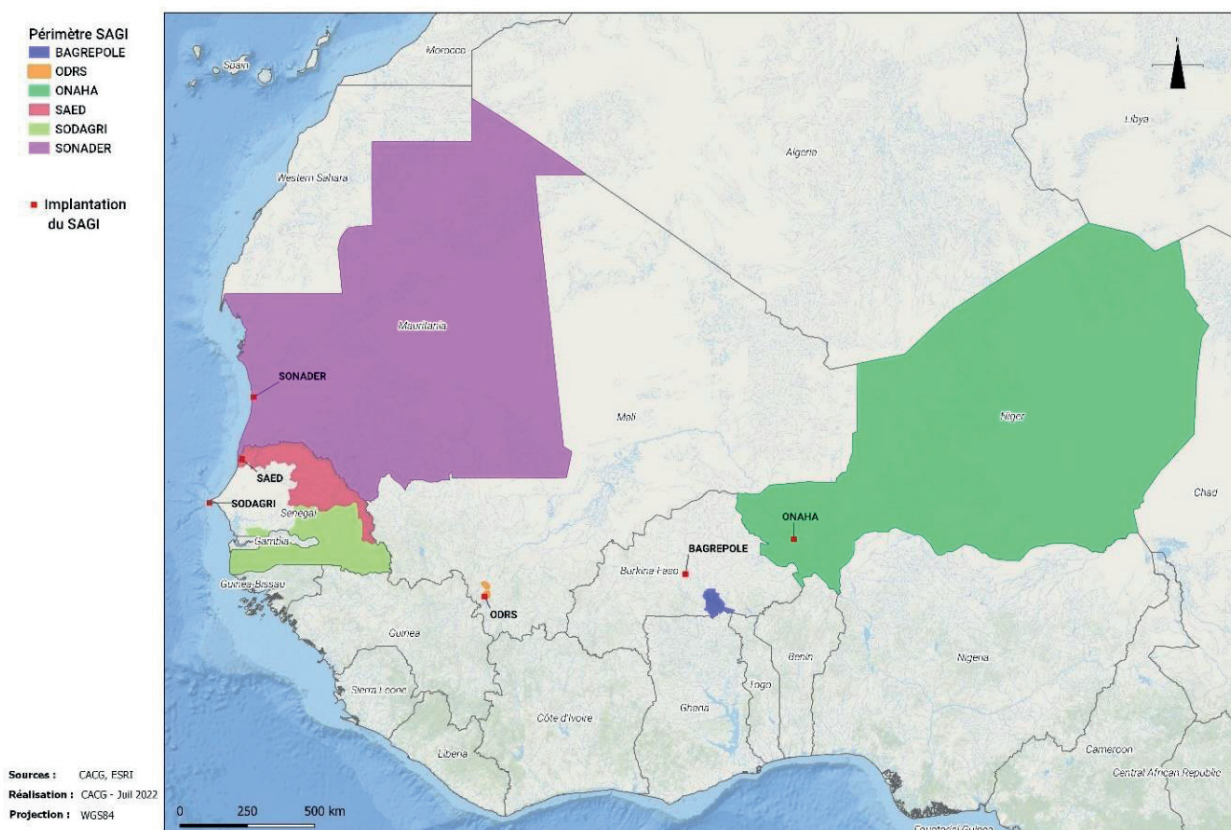 Périmètre SAGI
BAGREPOLE
ODRS
ONAHA
SAED
SODAGRI
SONADER
Implantation
du SAGI
Sources : CACG, ESRI
Réalisation : CACG - Juil 2022
Projection : WGS84
Morocco
Spain
Libya
Algeria
Western Sahara
N
Mauritania
SONADER
Mali
Niger
SAED
SODAGRI
Senegal
Gambia
Chad
ONAHA
BAGREPOLE
Burkina Faso
Guinea-Bissau
ODRS
Guinea
Benin
Nigeria
Sierra Leone
Togo
Ghana
Côte d'Ivoire
Liberia
Cameroon
Central African Republic
Equatorial Guinea
0 250 500 km